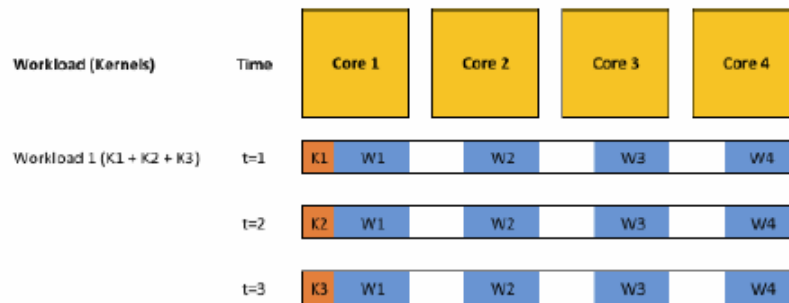 Workload (Kernels) Time Core 1 Core 2 Core 3 Core 4
Workload 1 (K1 + K2 + K3) t=1 K1 W1 W2 W3 W4
t=2 K2 W1 W2 W3 W4
t=3 K3 W1 W2 W3 W4